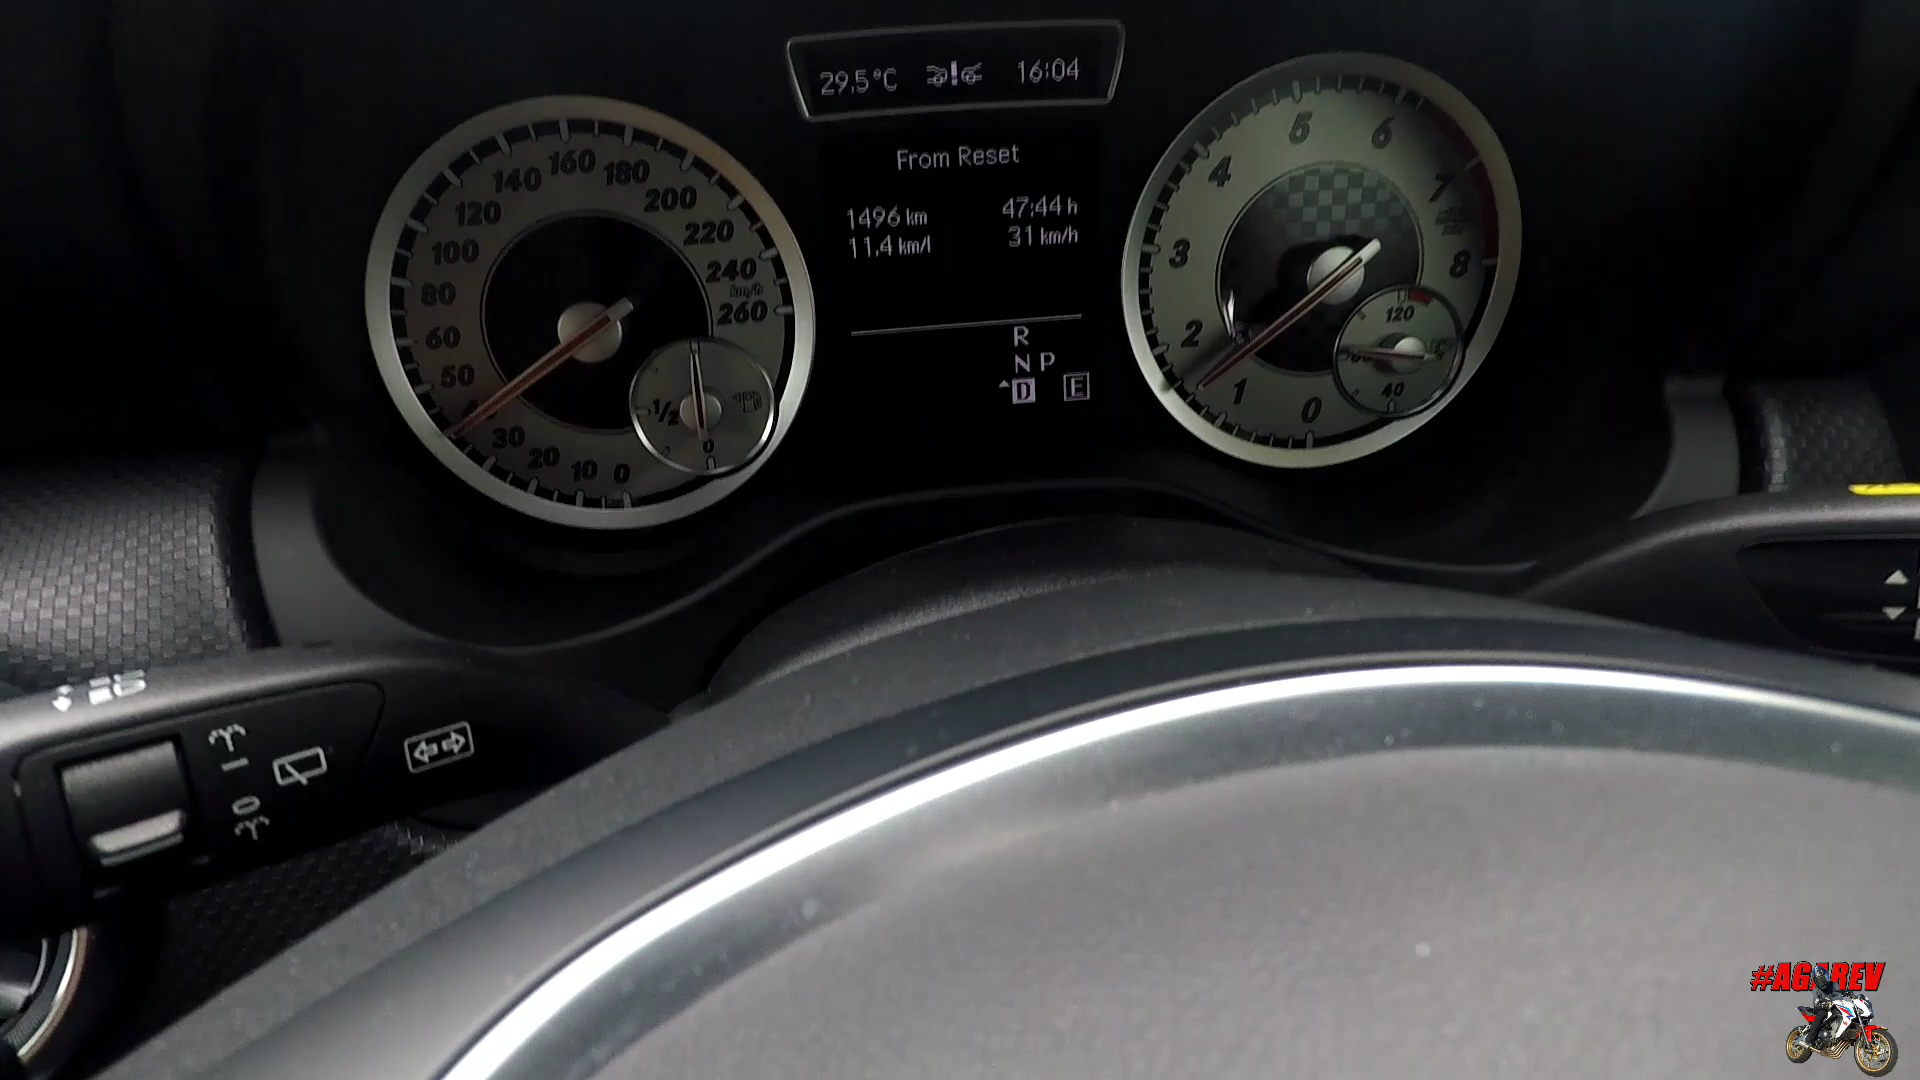 29.5°C 16:04
From Reset
1496 km 47:44 h
11.4 km/l 31 km/h
R
N P
D E
0 10 20 30 50 60 80 100 120 140 160 180 200 220 240 260
km/h
1/2
0
0 1 2 3 4 5 6 7 8
120
40
0
#AGAREV